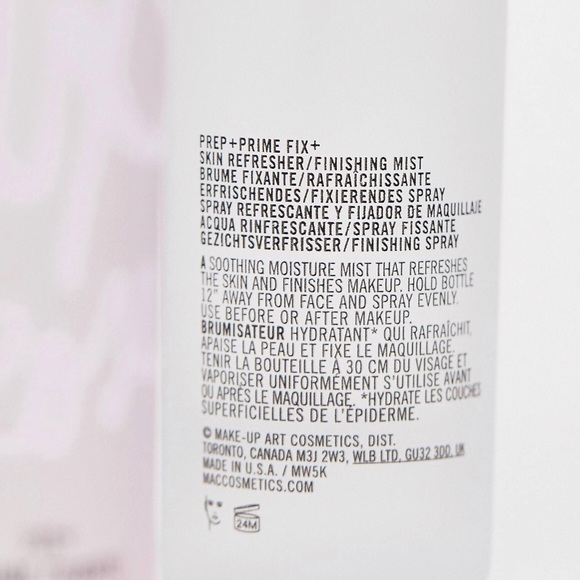 PREP+PRIME FIX+
SKIN REFRESHER/FINISHING MIST
BRUME FIXANTE/RAFRAÎCHISSANTE
ERFRISCHENDES/FIXIERENDES SPRAY
SPRAY REFRESCANTE Y FIJADOR DE MAQUILLAJE
ACQUA RINFRESCANTE/SPRAY FISSANTE
GEZICHTSVERFRISSER/FINISHING SPRAY
A SOOTHING MOISTURE MIST THAT REFRESHES
THE SKIN AND FINISHES MAKEUP. HOLD BOTTLE
12" AWAY FROM FACE AND SPRAY EVENLY.
USE BEFORE OR AFTER MAKEUP.
BRUMISATEUR HYDRATANT* QUI RAFRAÎCHIT,
APAISE LA PEAU ET FIXE LE MAQUILLAGE.
TENIR LA BOUTEILLE À 30 CM DU VISAGE ET
VAPORISER UNIFORMÉMENT S'UTILISE AVANT
OU APRÈS LE MAQUILLAGE. *HYDRATE LES COUCHES
SUPERFICIELLES DE L'ÉPIDERME.
© MAKE-UP ART COSMETICS, DIST.
TORONTO, CANADA M3J 2W3, WLB LTD, GU32 3DD, UK
MADE IN U.S.A. / MW5K
MACCOSMETICS.COM
24M